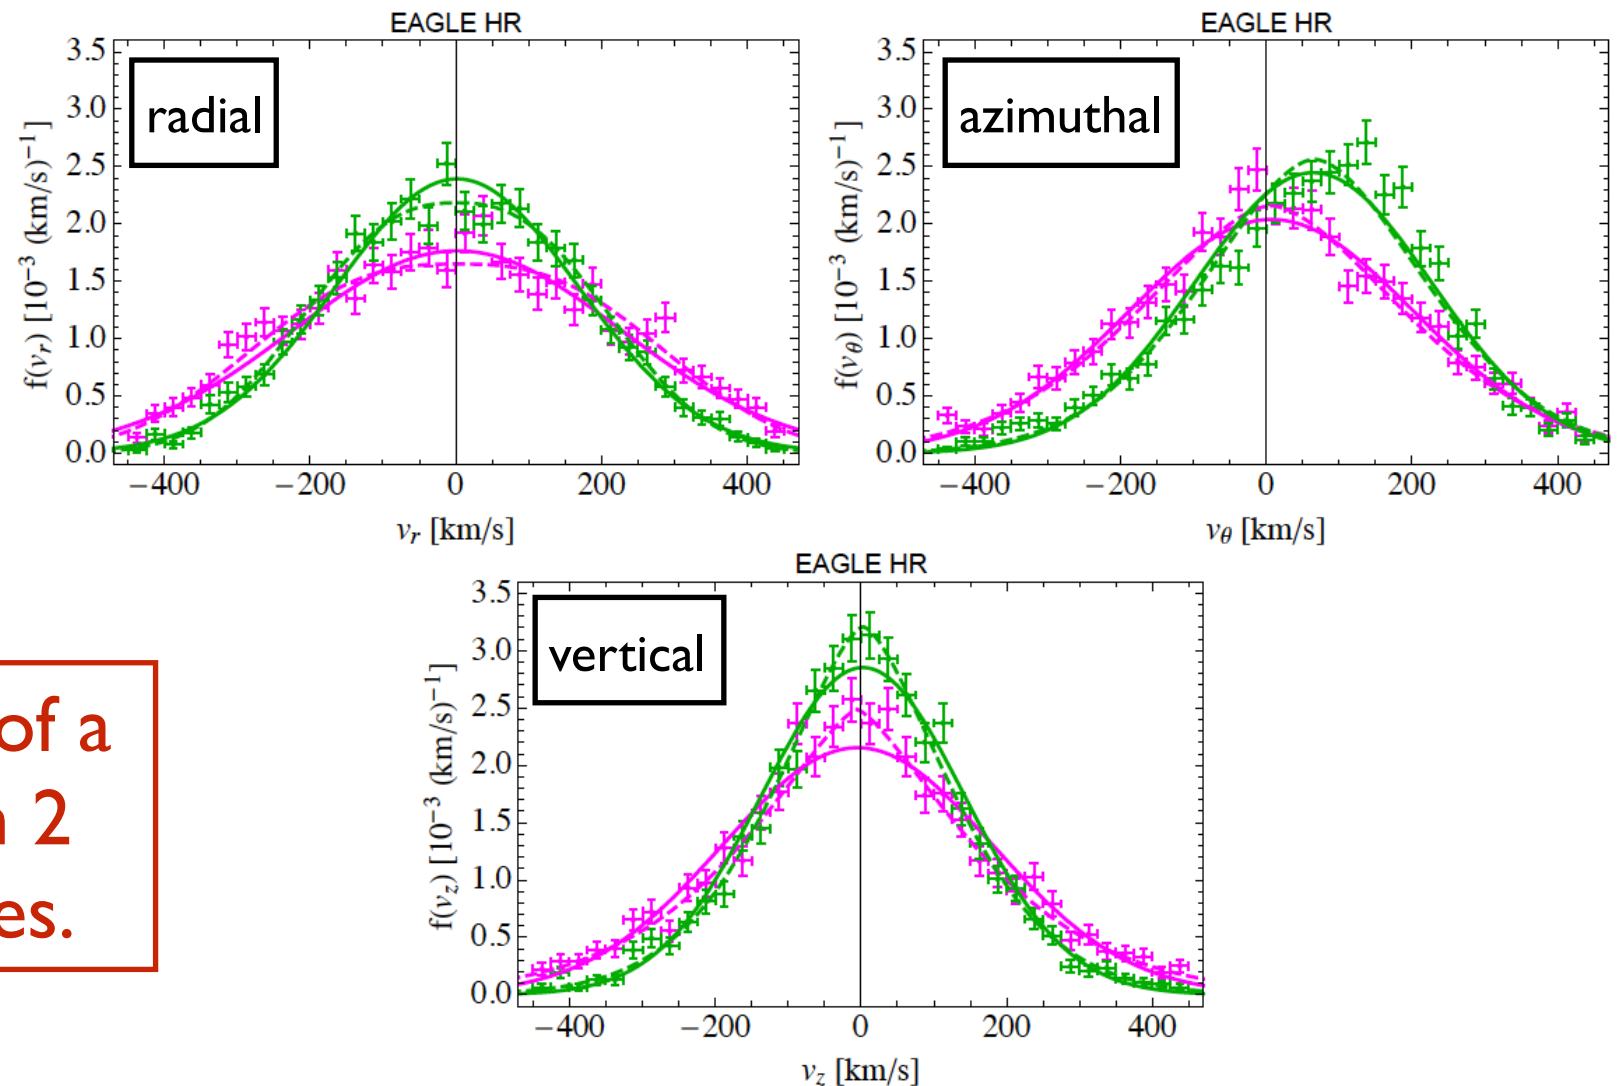 EAGLE HR
radial
3.5
3.0
2.5
2.0
1.5
1.0
0.5
0.0
f(v_r) [10^−3 (km/s)^−1]
−400 −200 0 200 400
v_r [km/s]
EAGLE HR
azimuthal
3.5
3.0
2.5
2.0
1.5
1.0
0.5
0.0
f(v_θ) [10^−3 (km/s)^−1]
−400 −200 0 200 400
v_θ [km/s]
of a
2
es.
EAGLE HR
vertical
3.5
3.0
2.5
2.0
1.5
1.0
0.5
0.0
f(v_z) [10^−3 (km/s)^−1]
−400 −200 0 200 400
v_z [km/s]